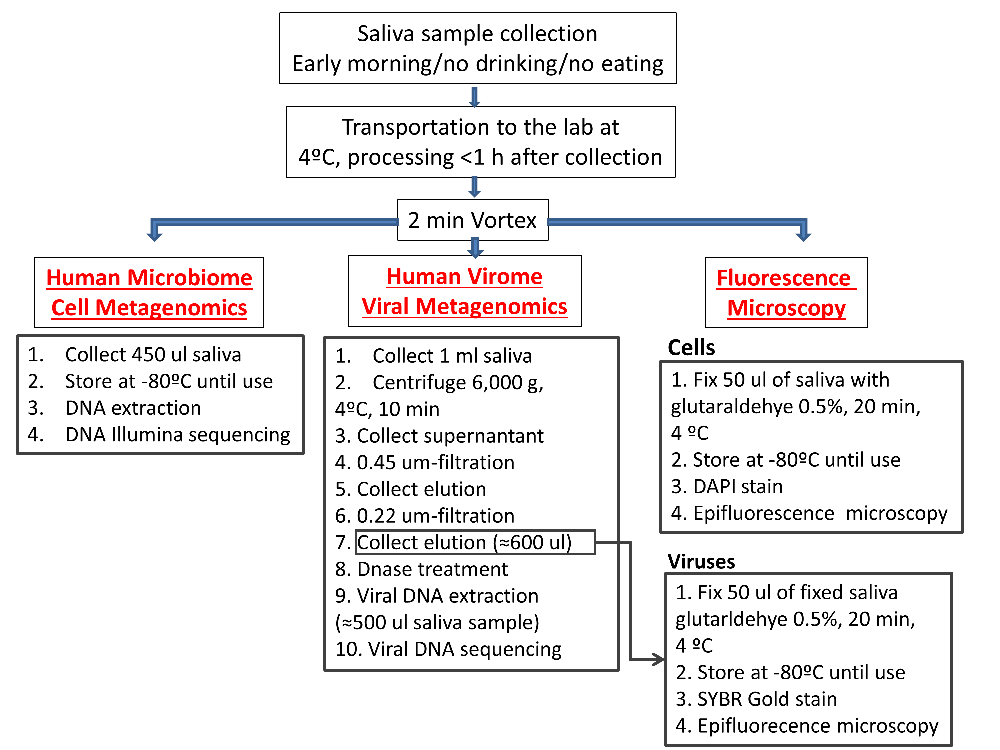 Saliva sample collection
Early morning/no drinking/no eating
Transportation to the lab at
4ºC, processing <1 h after collection
2 min Vortex
Human Microbiome
Cell Metagenomics
1. Collect 450 ul saliva
2. Store at -80ºC until use
3. DNA extraction
4. DNA Illumina sequencing
Human Virome
Viral Metagenomics
1. Collect 1 ml saliva
2. Centrifuge 6,000 g,
4ºC, 10 min
3. Collect supernantant
4. 0.45 um-filtration
5. Collect elution
6. 0.22 um-filtration
7. Collect elution (≈600 ul)
8. Dnase treatment
9. Viral DNA extraction
(≈500 ul saliva sample)
10. Viral DNA sequencing
Fluorescence
Microscopy
Cells
1. Fix 50 ul of saliva with
glutaraldehye 0.5%, 20 min,
4 ºC
2. Store at -80ºC until use
3. DAPI stain
4. Epifluorescence microscopy
Viruses
1. Fix 50 ul of fixed saliva
glutarldehye 0.5%, 20 min,
4 ºC
2. Store at -80ºC until use
3. SYBR Gold stain
4. Epifluorecence microscopy